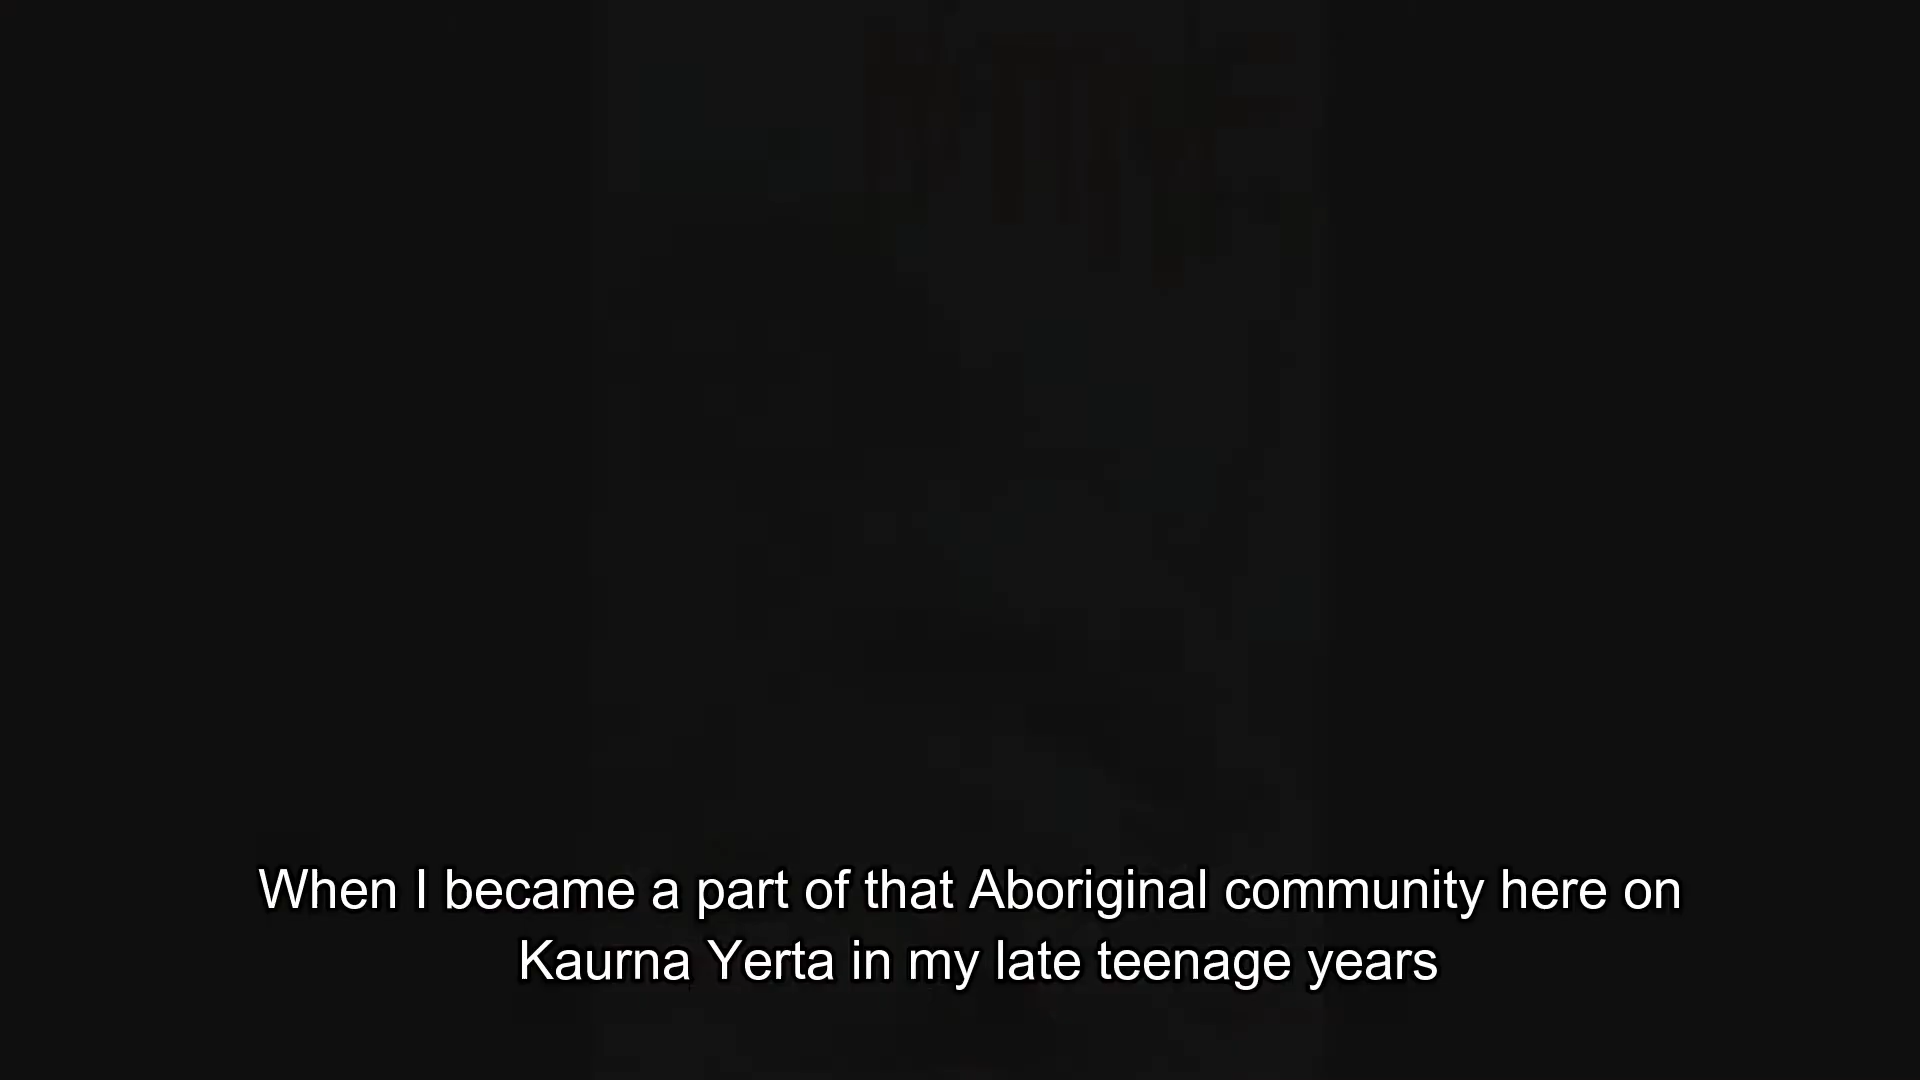 When I became a part of that Aboriginal community here on
Kaurna Yerta in my late teenage years